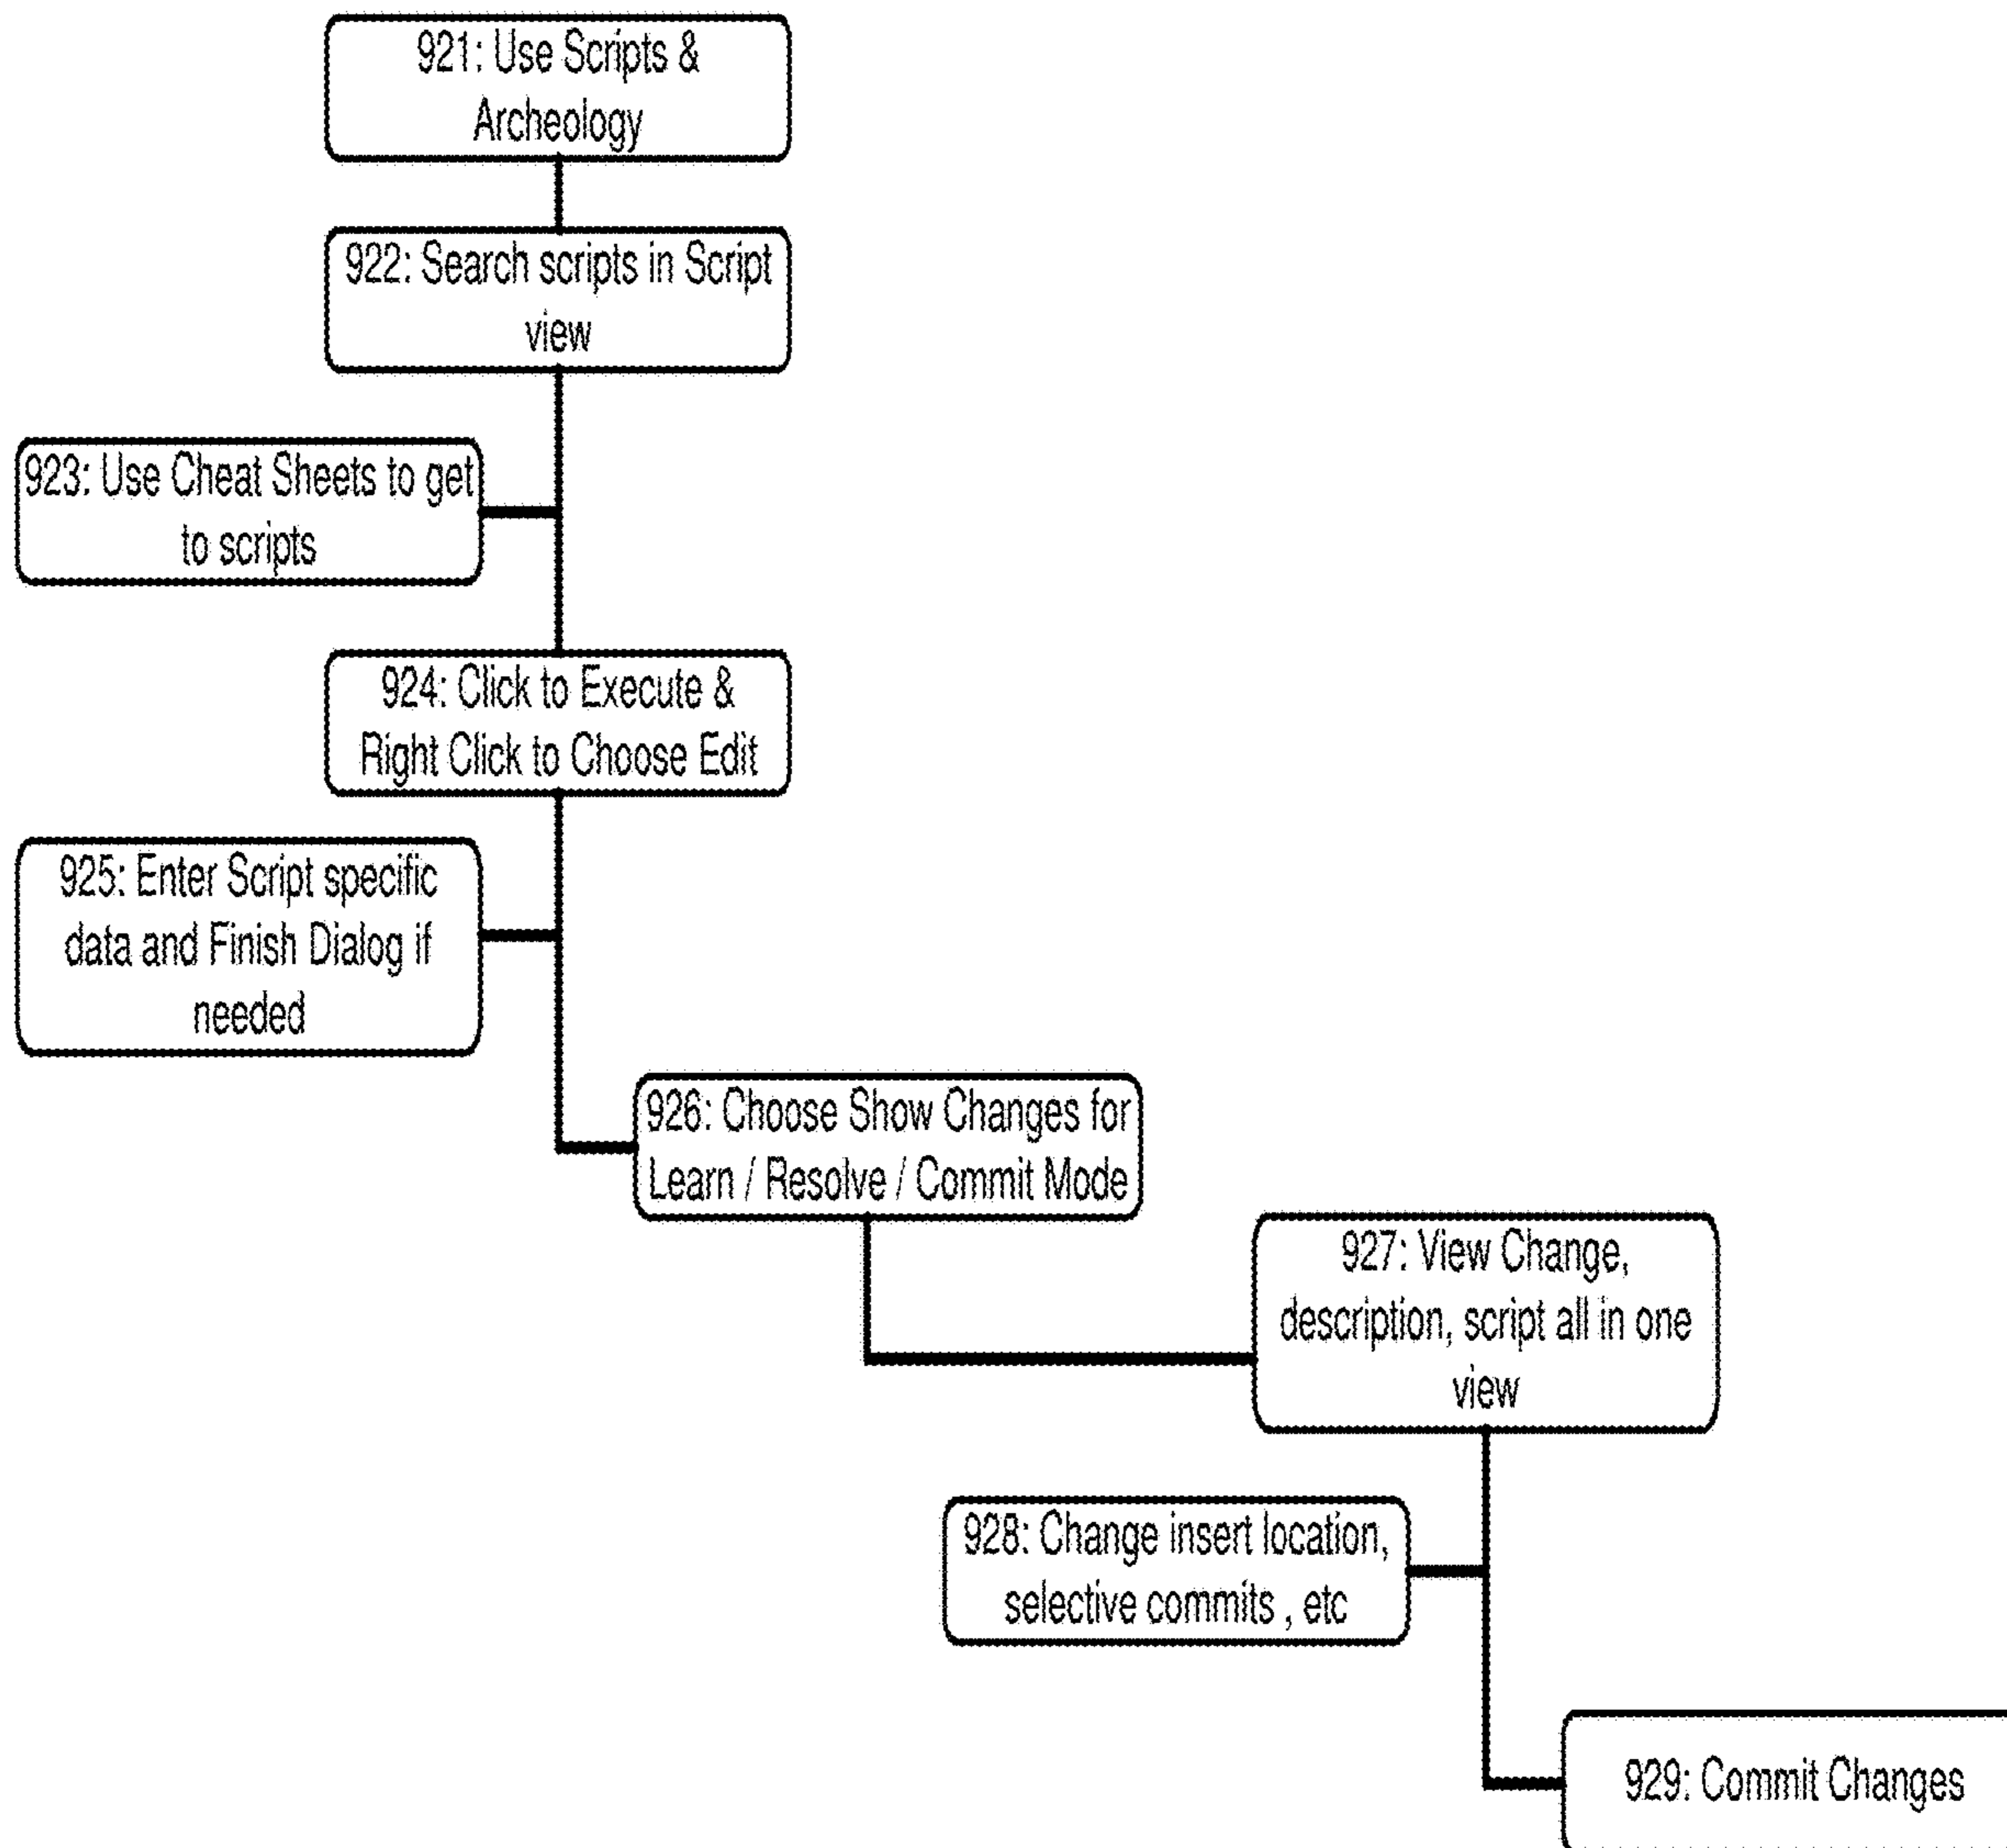 921: Use Scripts &
Archeology
922: Search scripts in Script
view
923: Use Cheat Sheets to get
to scripts
924: Click to Execute &
Right Click to Choose Edit
925: Enter Script specific
data and Finish Dialog if
needed
926: Choose Show Changes for
Learn / Resolve / Commit Mode
927: View Change,
description, script all in one
view
928: Change insert location,
selective commits , etc
929: Commit Changes